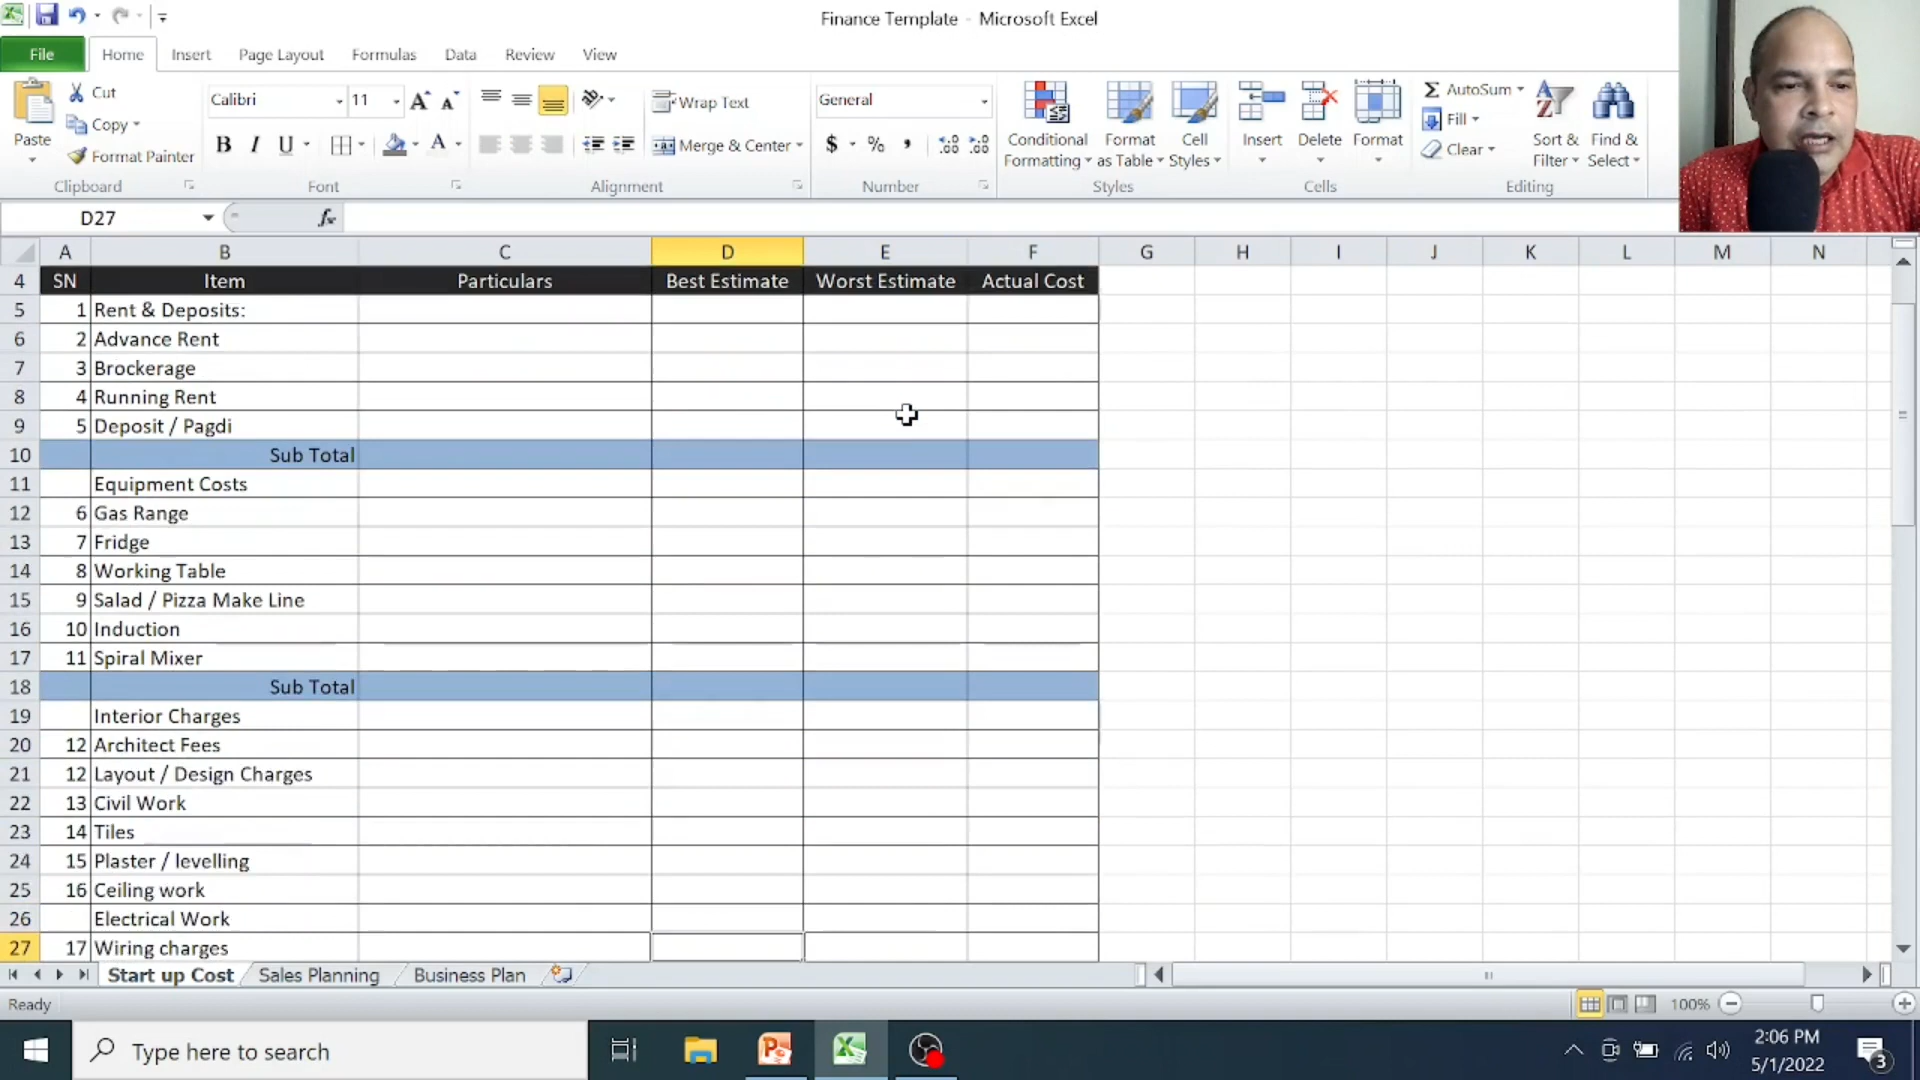 Finance Template - Microsoft Excel
File Home Insert Page Layout Formulas Data Review View
Paste Cut Copy Format Painter
Clipboard
Calibri 11
B I U A
Font
Wrap Text
Merge & Center
Alignment
General
$ % ,
Number
Conditional Formatting Format as Table Cell Styles
Styles
Insert Delete Format
Cells
Σ AutoSum Fill Clear Sort & Filter Find & Select
Editing
D27 fx
A B C D E F G H I J K L M N
4 SN Item Particulars Best Estimate Worst Estimate Actual Cost
5 1 Rent & Deposits:
6 2 Advance Rent
7 3 Brockerage
8 4 Running Rent
9 5 Deposit / Pagdi
10 Sub Total
11 Equipment Costs
12 6 Gas Range
13 7 Fridge
14 8 Working Table
15 9 Salad / Pizza Make Line
16 10 Induction
17 11 Spiral Mixer
18 Sub Total
19 Interior Charges
20 12 Architect Fees
21 12 Layout / Design Charges
22 13 Civil Work
23 14 Tiles
24 15 Plaster / levelling
25 16 Ceiling work
26 Electrical Work
27 17 Wiring charges
Start up Cost Sales Planning Business Plan
Ready 100%
Type here to search
2:06 PM
5/1/2022
3